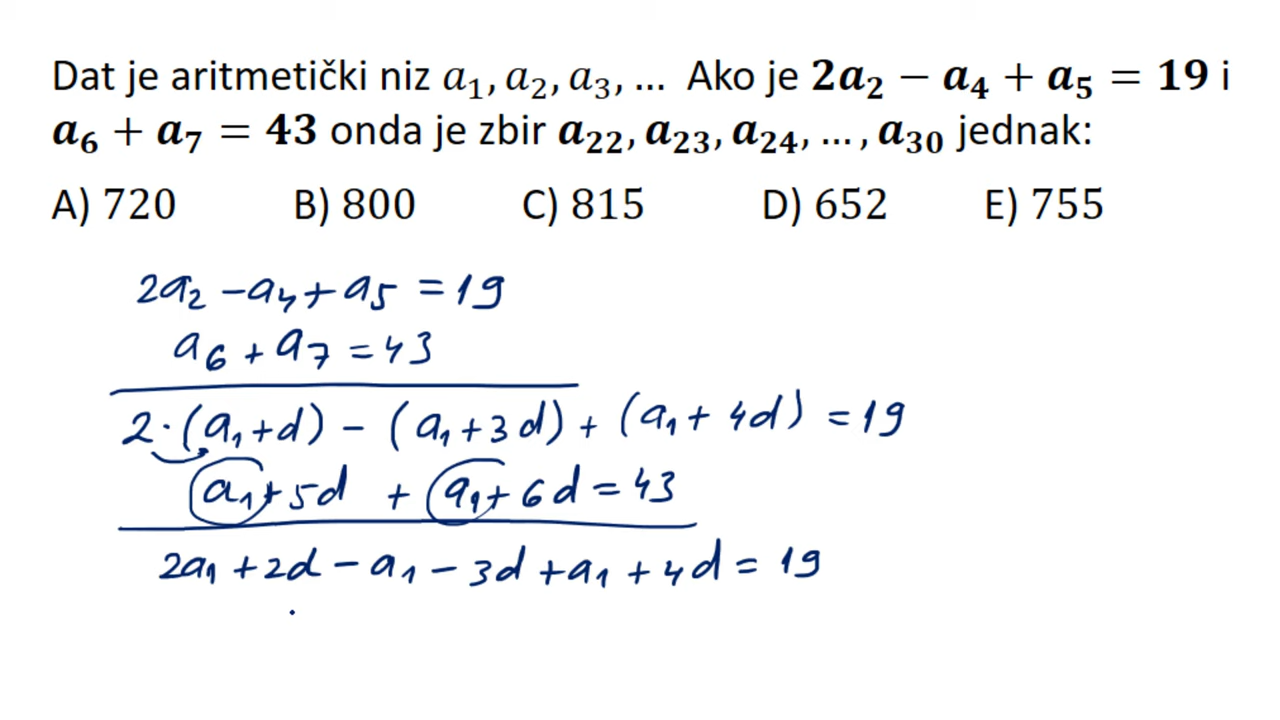 Dat je aritmetički niz a₁, a₂, a₃, ... Ako je 2a₂ − a₄ + a₅ = 19 i
a₆ + a₇ = 43 onda je zbir a₂₂, a₂₃, a₂₄, ..., a₃₀ jednak:
A) 720 B) 800 C) 815 D) 652 E) 755
2a₂ − a₄ + a₅ = 19
a₆ + a₇ = 43
2·(a₁+d) − (a₁+3d) + (a₁+4d) = 19
a₁+5d + a₁+6d = 43
2a₁ + 2d − a₁ − 3d + a₁ + 4d = 19